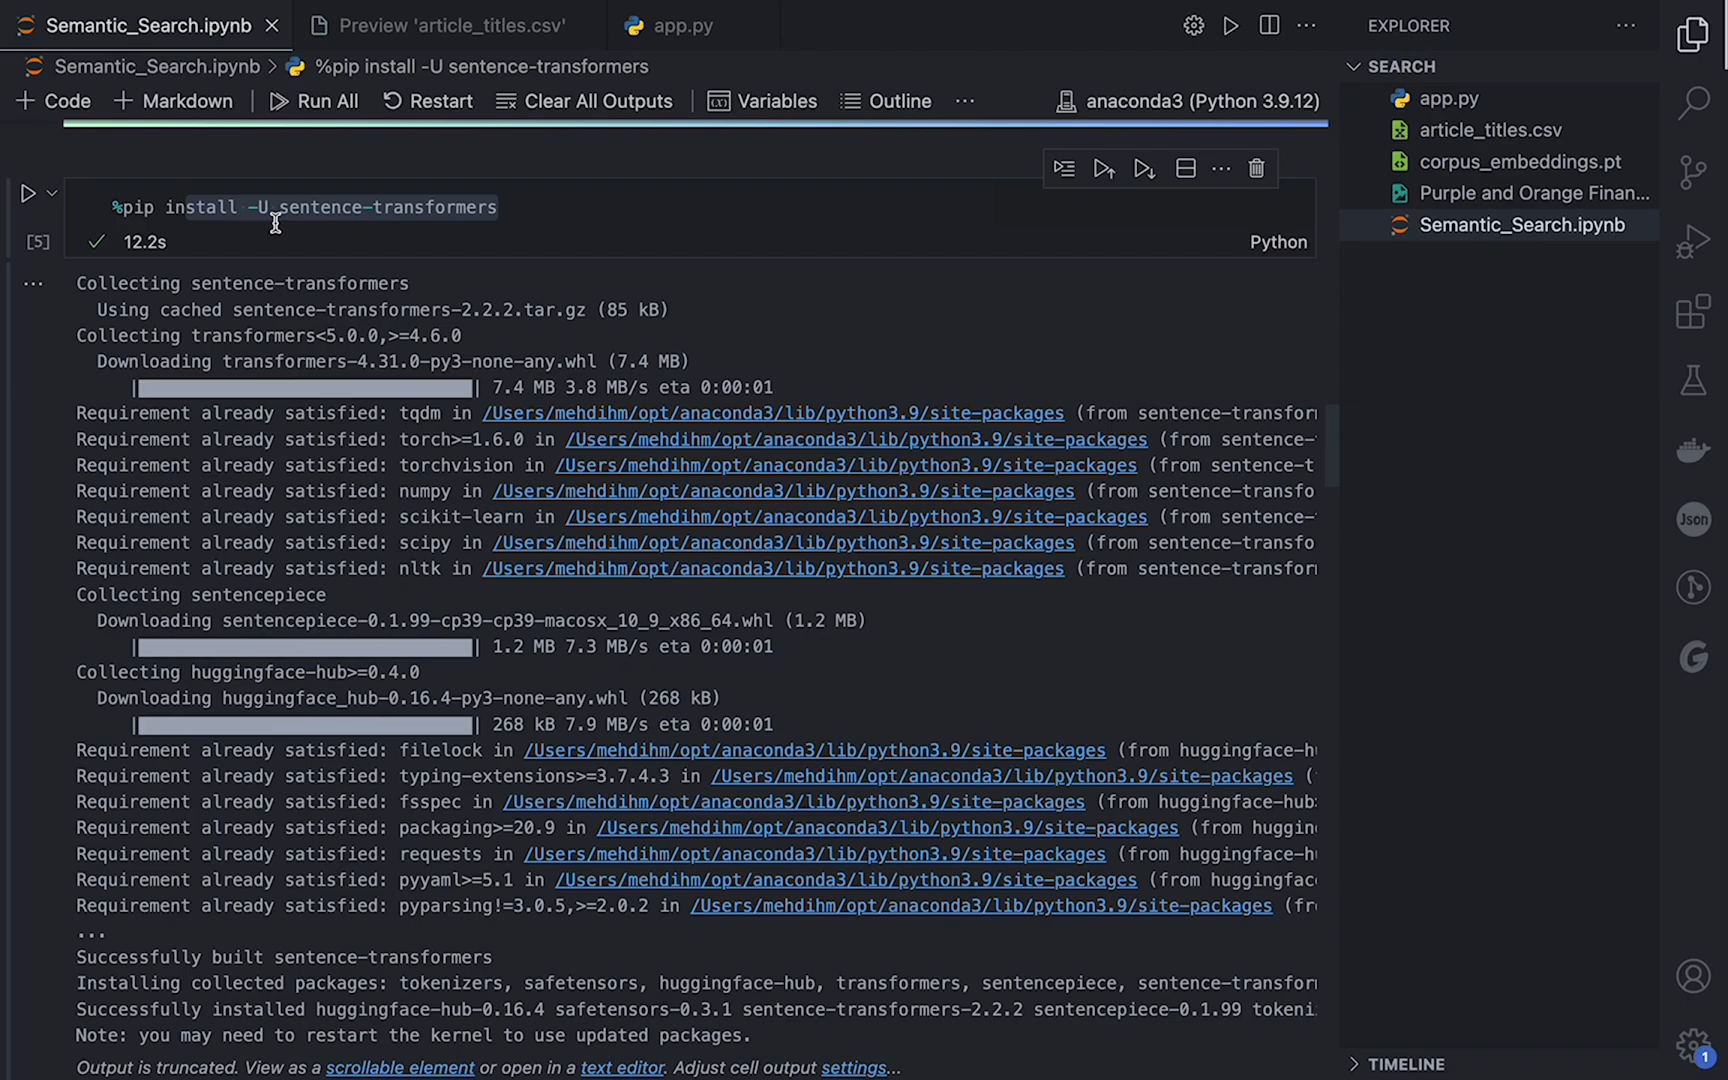 Semantic_Search.ipynb
Preview 'article_titles.csv'
app.py
EXPLORER
Semantic_Search.ipynb > %pip install -U sentence-transformers
SEARCH
+ Code + Markdown
Run All
Restart
Clear All Outputs
Variables
Outline
...
anaconda3 (Python 3.9.12)
app.py
article_titles.csv
corpus_embeddings.pt
Purple and Orange Finan...
Semantic_Search.ipynb
%pip install -U sentence-transformers
[5]
12.2s
Python
Collecting sentence-transformers
Using cached sentence-transformers-2.2.2.tar.gz (85 kB)
Collecting transformers<5.0.0,>=4.6.0
Downloading transformers-4.31.0-py3-none-any.whl (7.4 MB)
| | 7.4 MB 3.8 MB/s eta 0:00:01
Requirement already satisfied: tqdm in /Users/mehdihm/opt/anaconda3/lib/python3.9/site-packages (from sentence-transfor
Requirement already satisfied: torch>=1.6.0 in /Users/mehdihm/opt/anaconda3/lib/python3.9/site-packages (from sentence-
Requirement already satisfied: torchvision in /Users/mehdihm/opt/anaconda3/lib/python3.9/site-packages (from sentence-t
Requirement already satisfied: numpy in /Users/mehdihm/opt/anaconda3/lib/python3.9/site-packages (from sentence-transfo
Requirement already satisfied: scikit-learn in /Users/mehdihm/opt/anaconda3/lib/python3.9/site-packages (from sentence-
Requirement already satisfied: scipy in /Users/mehdihm/opt/anaconda3/lib/python3.9/site-packages (from sentence-transfo
Requirement already satisfied: nltk in /Users/mehdihm/opt/anaconda3/lib/python3.9/site-packages (from sentence-transfor
Collecting sentencepiece
Downloading sentencepiece-0.1.99-cp39-cp39-macosx_10_9_x86_64.whl (1.2 MB)
| | 1.2 MB 7.3 MB/s eta 0:00:01
Collecting huggingface-hub>=0.4.0
Downloading huggingface_hub-0.16.4-py3-none-any.whl (268 kB)
| | 268 kB 7.9 MB/s eta 0:00:01
Requirement already satisfied: filelock in /Users/mehdihm/opt/anaconda3/lib/python3.9/site-packages (from huggingface-h
Requirement already satisfied: typing-extensions>=3.7.4.3 in /Users/mehdihm/opt/anaconda3/lib/python3.9/site-packages (
Requirement already satisfied: fsspec in /Users/mehdihm/opt/anaconda3/lib/python3.9/site-packages (from huggingface-hub
Requirement already satisfied: packaging>=20.9 in /Users/mehdihm/opt/anaconda3/lib/python3.9/site-packages (from huggin
Requirement already satisfied: requests in /Users/mehdihm/opt/anaconda3/lib/python3.9/site-packages (from huggingface-h
Requirement already satisfied: pyyaml>=5.1 in /Users/mehdihm/opt/anaconda3/lib/python3.9/site-packages (from huggingfac
Requirement already satisfied: pyparsing!=3.0.5,>=2.0.2 in /Users/mehdihm/opt/anaconda3/lib/python3.9/site-packages (fr
...
Successfully built sentence-transformers
Installing collected packages: tokenizers, safetensors, huggingface-hub, transformers, sentencepiece, sentence-transfor
Successfully installed huggingface-hub-0.16.4 safetensors-0.3.1 sentence-transformers-2.2.2 sentencepiece-0.1.99 tokeni
Note: you may need to restart the kernel to use updated packages.
Output is truncated. View as a scrollable element or open in a text editor. Adjust cell output settings...
TIMELINE
Json
1